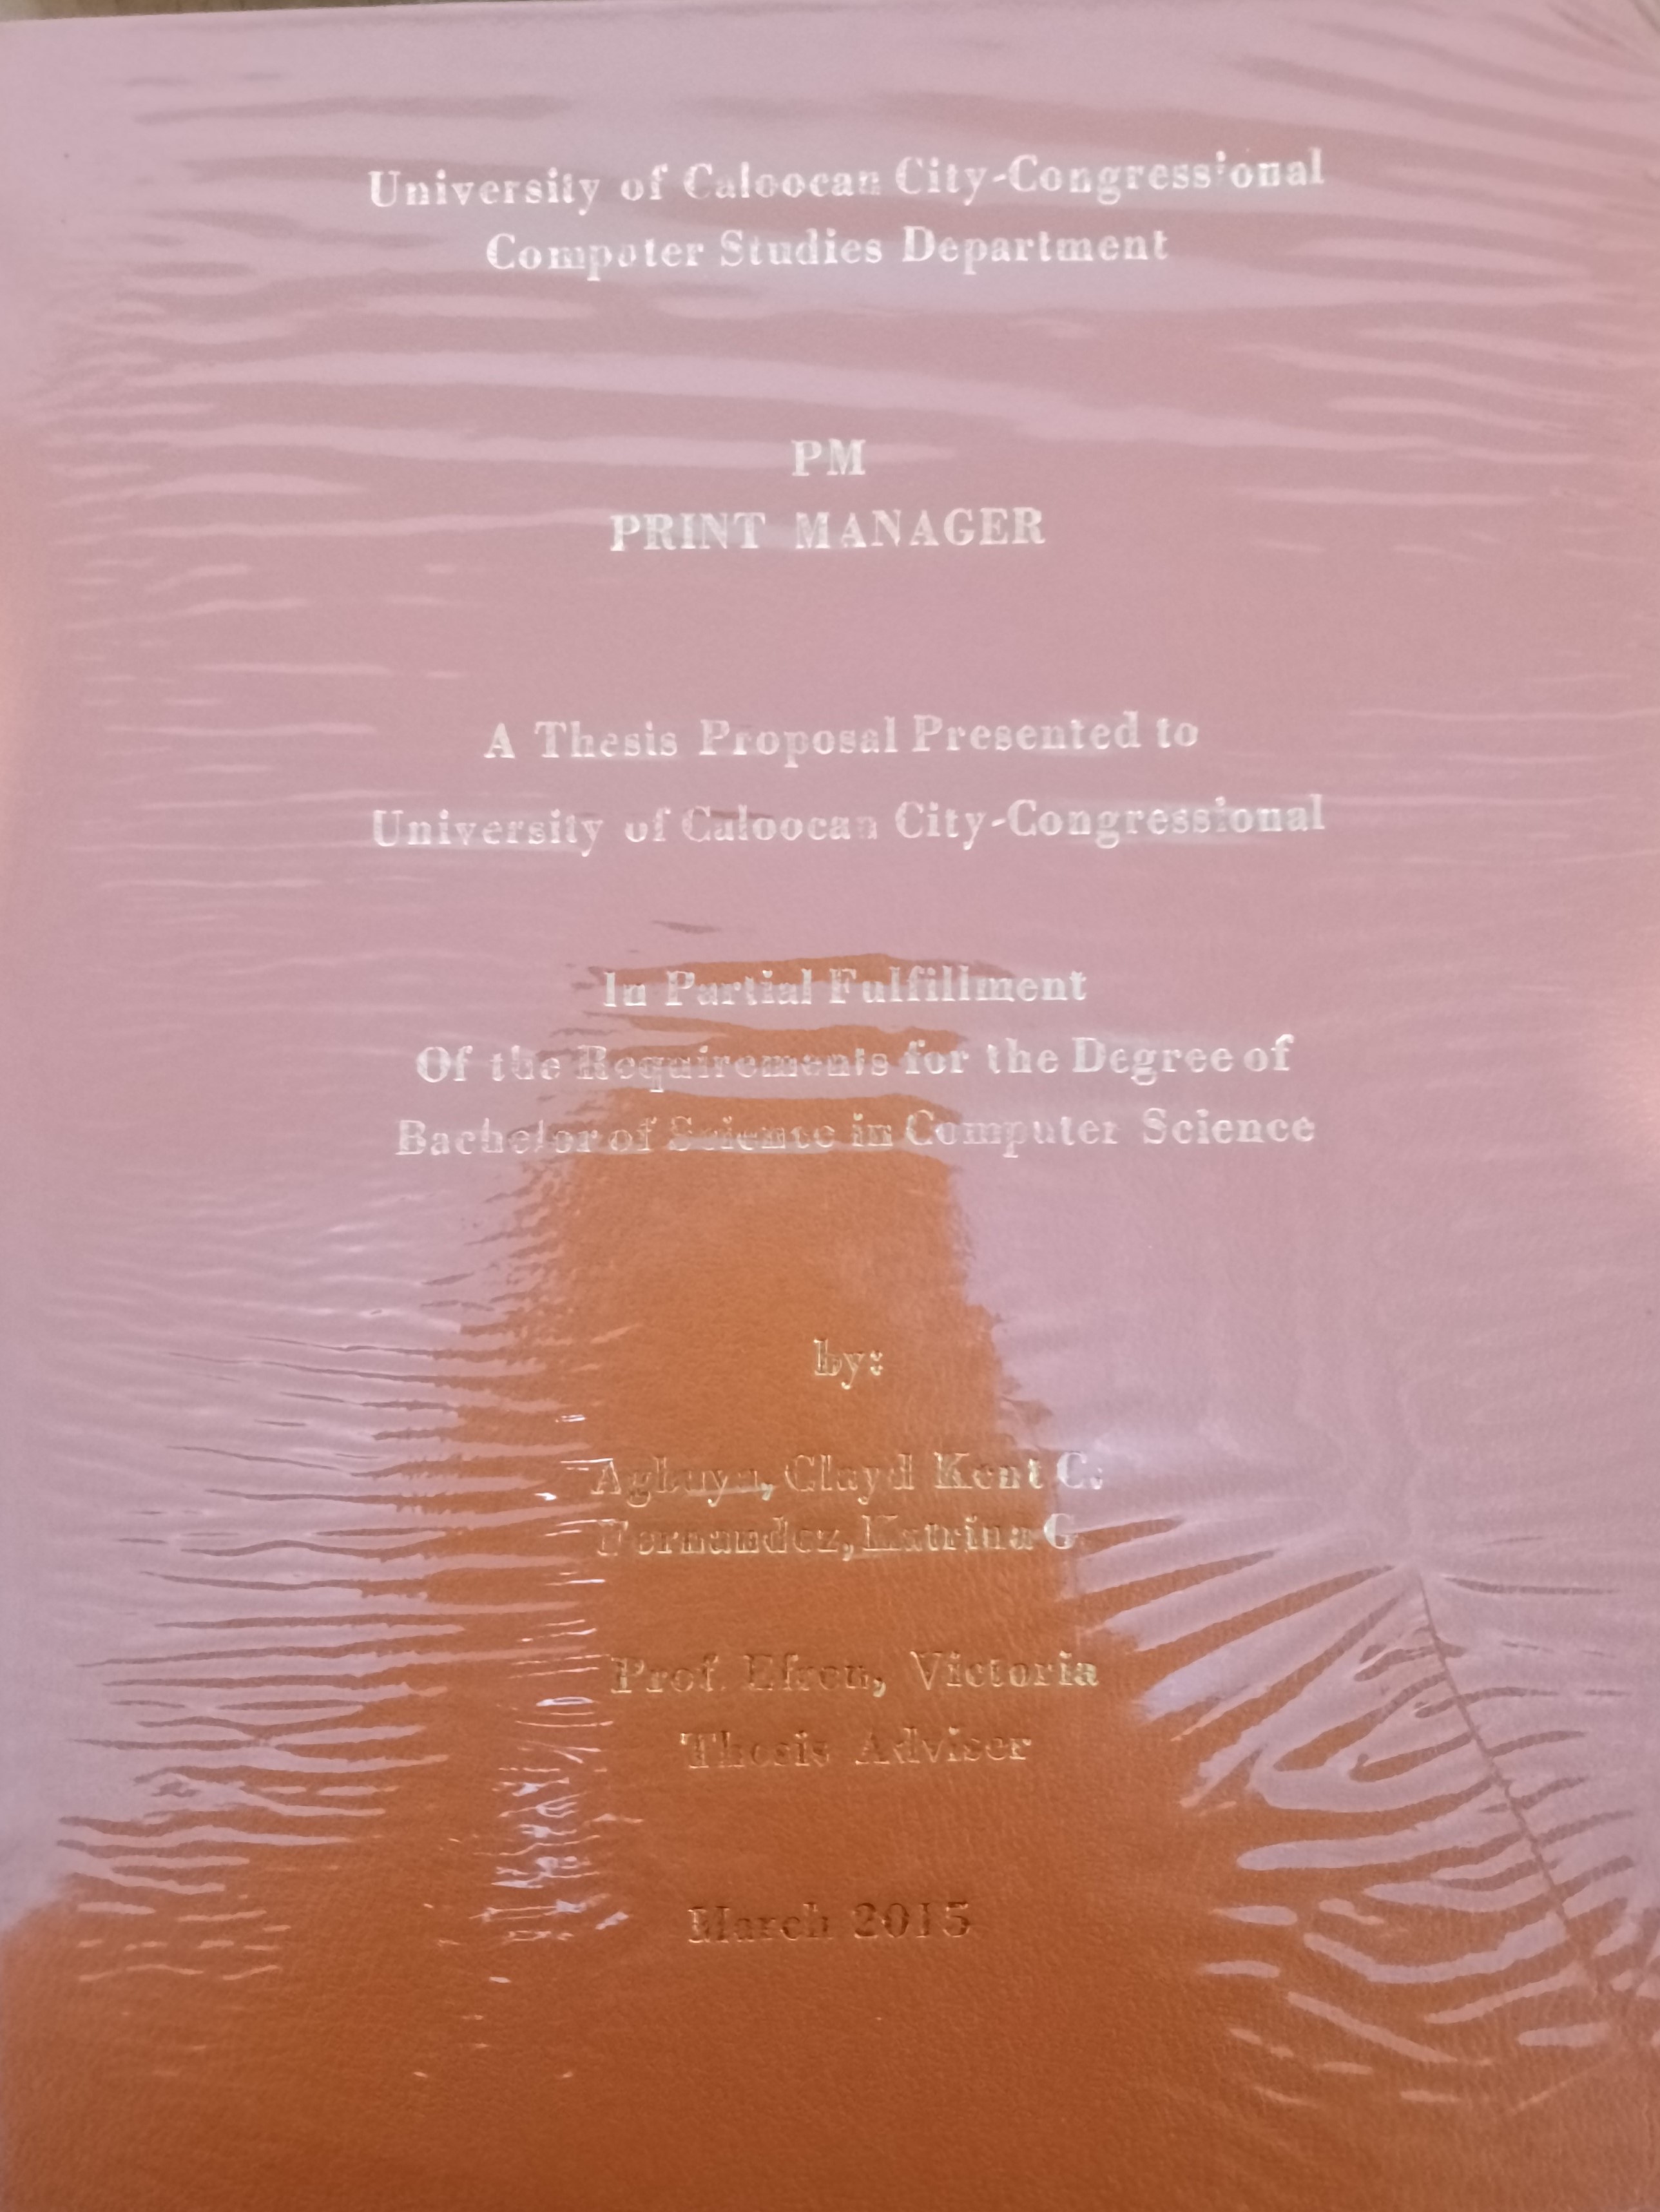 University of Caloocan City-Congressional
Computer Studies Department
PM
PRINT MANAGER
A Thesis Proposal Presented to
University of Caloocan City-Congressional
In Partial Fulfillment
Of the Requirements for the Degree of
Bachelor of Science in Computer Science
by:
Agbuya, Clayd Kent C.
Fernandez, Katrina G.
Prof. Efren, Victoria
Thesis Adviser
March 2015